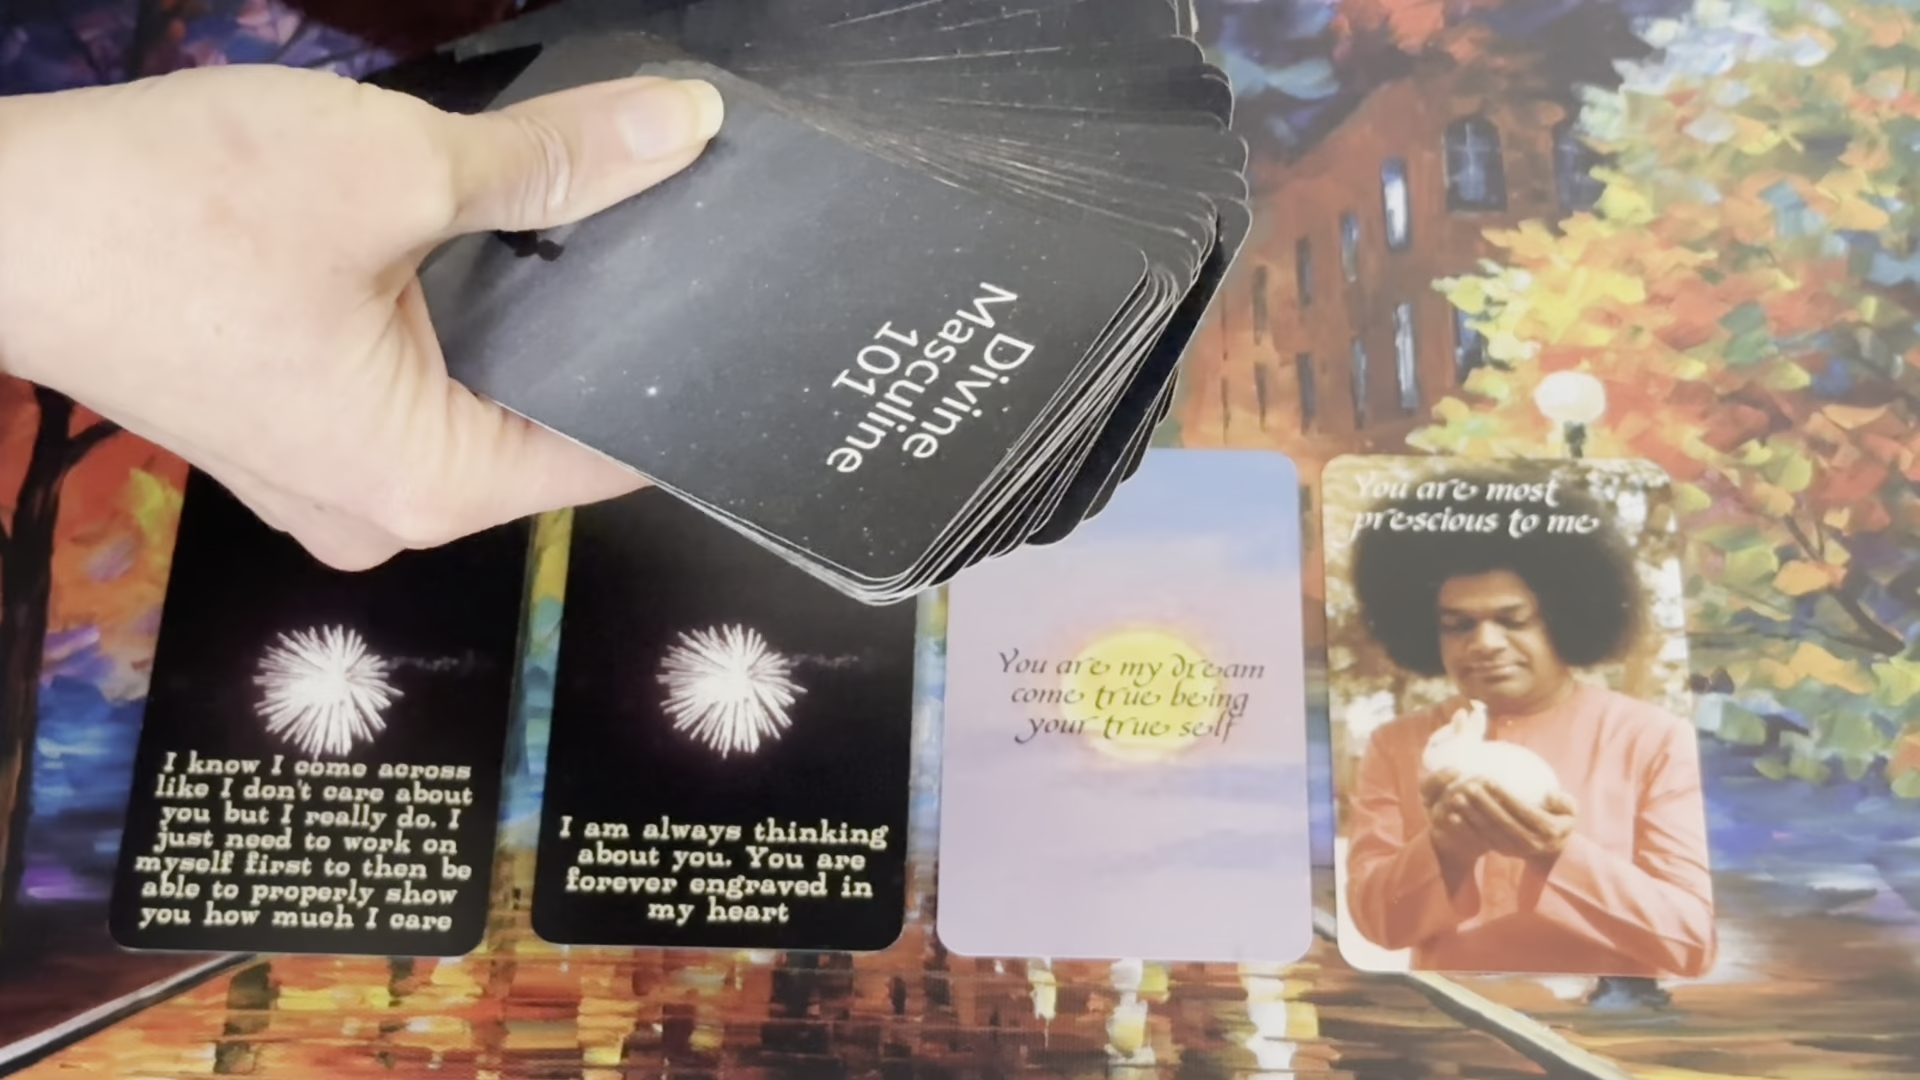 Divine
Masculine
101
I know I come across
like I don't care about
you but I really do. I
just need to work on
myself first to then be
able to properly show
you how much I care
I am always thinking
about you. You are
forever engraved in
my heart
You are my dream
come true being
your true self
You are most
prescious to me